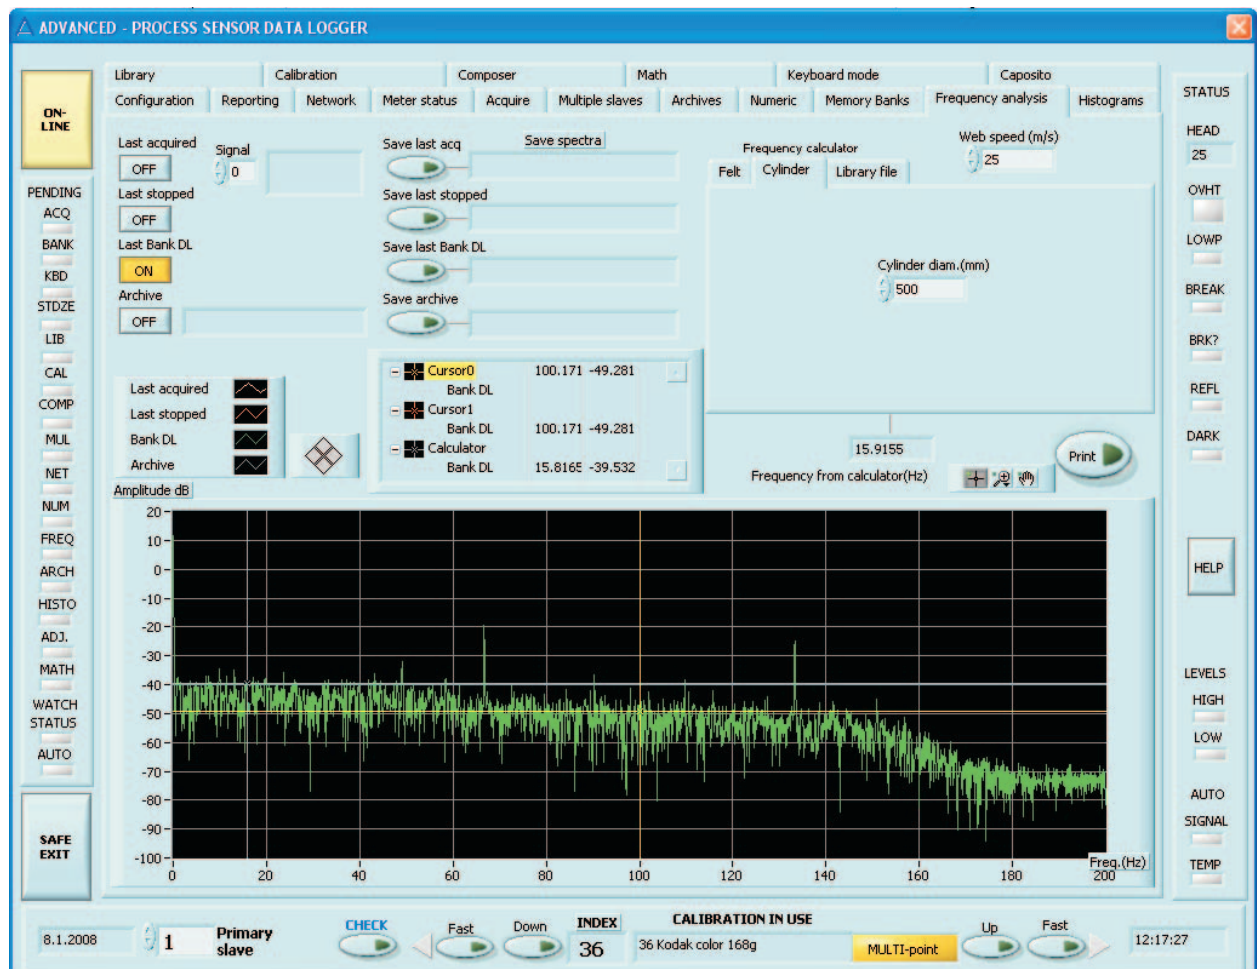 ADVANCED - PROCESS SENSOR DATA LOGGER
ON-LINE
PENDING
ACQ
BANK
KBD
STDZE
LIB
CAL
COMP
MUL
NET
NUM
FREQ
ARCH
HISTO
ADJ.
MATH
WATCH
STATUS
AUTO
SAFE
EXIT
Library Calibration Composer Math Keyboard mode Caposito
Configuration Reporting Network Meter status Acquire Multiple slaves Archives Numeric Memory Banks Frequency analysis Histograms
Last acquired
OFF
Signal
0
Last stopped
OFF
Last Bank DL
ON
Archive
OFF
Save last acq
Save spectra
Save last stopped
Save last Bank DL
Save archive
Frequency calculator
Web speed (m/s)
25
Felt Cylinder Library file
Cylinder diam.(mm)
500
Last acquired
Last stopped
Bank DL
Archive
Cursor0 100.171 -49.281
Bank DL
Cursor1
Bank DL 100.171 -49.281
Calculator
Bank DL 15.8165 -39.532
15.9155
Frequency from calculator(Hz)
Print
Amplitude dB
20
10
0
-10
-20
-30
-40
-50
-60
-70
-80
-90
-100
0 20 40 60 80 100 120 140 160 180 200
Freq.(Hz)
STATUS
HEAD
25
OVHT
LOWP
BREAK
BRK?
REFL
DARK
HELP
LEVELS
HIGH
LOW
AUTO
SIGNAL
TEMP
8.1.2008
1
Primary
slave
CHECK
Fast
Down
INDEX
36
CALIBRATION IN USE
36 Kodak color 168g
MULTI-point
Up
Fast
12:17:27